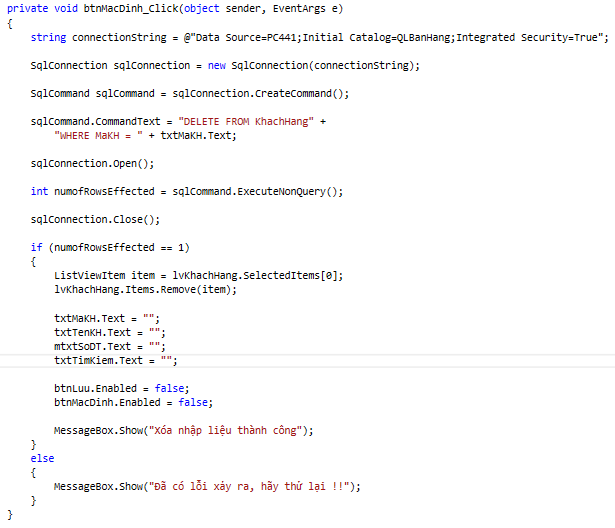 private void btnMacDinh_Click(object sender, EventArgs e)
{
string connectionString = @"Data Source=PC441;Initial Catalog=QLBanHang;Integrated Security=True";
SqlConnection sqlConnection = new SqlConnection(connectionString);
SqlCommand sqlCommand = sqlConnection.CreateCommand();
sqlCommand.CommandText = "DELETE FROM KhachHang" +
"WHERE MaKH = " + txtMaKH.Text;
sqlConnection.Open();
int numofRowsEffected = sqlCommand.ExecuteNonQuery();
sqlConnection.Close();
if (numofRowsEffected == 1)
{
ListViewItem item = lvKhachHang.SelectedItems[0];
lvKhachHang.Items.Remove(item);
txtMaKH.Text = "";
txtTenKH.Text = "";
mtxtSoDT.Text = "";
txtTimKiem.Text = "";
btnLuu.Enabled = false;
btnMacDinh.Enabled = false;
MessageBox.Show("Xóa nhập liệu thành công");
}
else
{
MessageBox.Show("Đã có lỗi xảy ra, hãy thử lại !!");
}
}